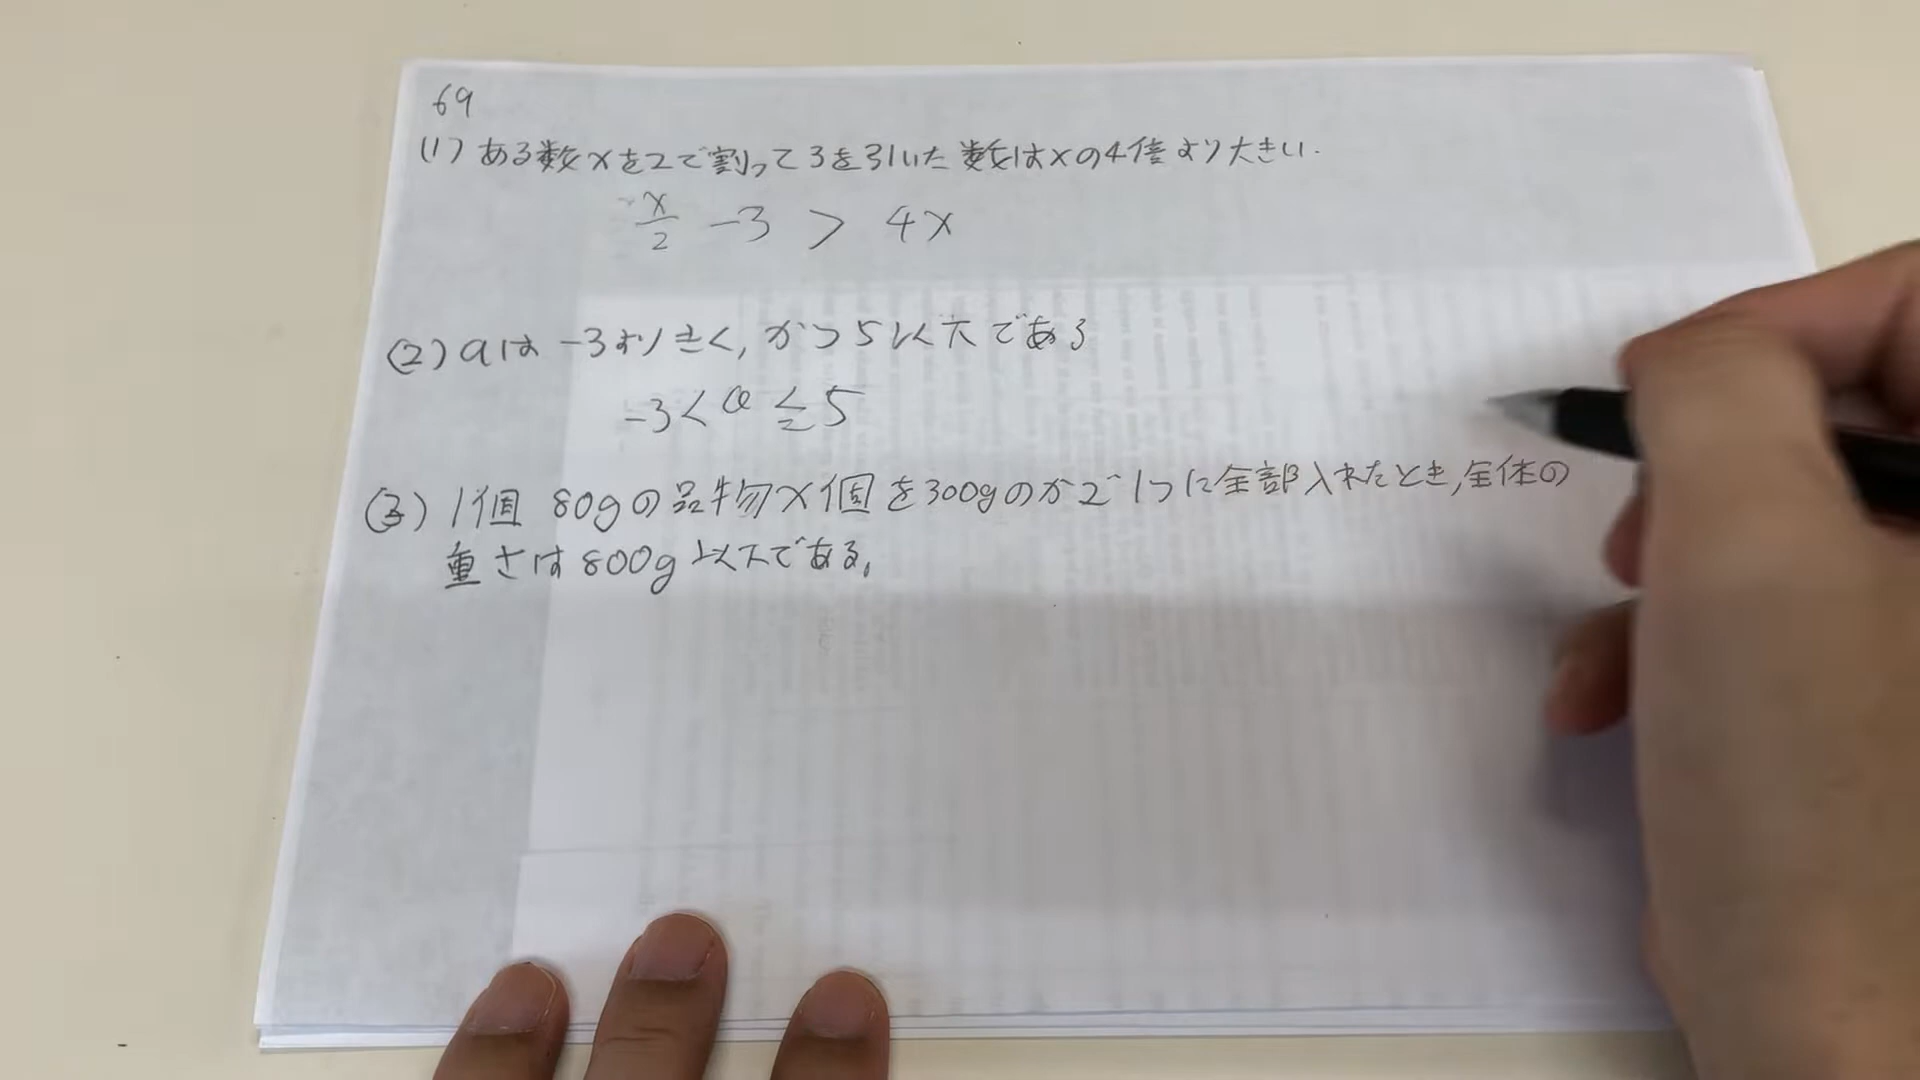 69
(1) ある数xを2で割って3を引いた数はxの4倍より大きい.
x/2 -3 > 4x
(2) aは -3より きく, かつ5以下である
-3 < a ≦ 5
(3) 1個 80gの品物x個を300gのかご1つに全部入れたとき,全体の
重さは800g以下である。